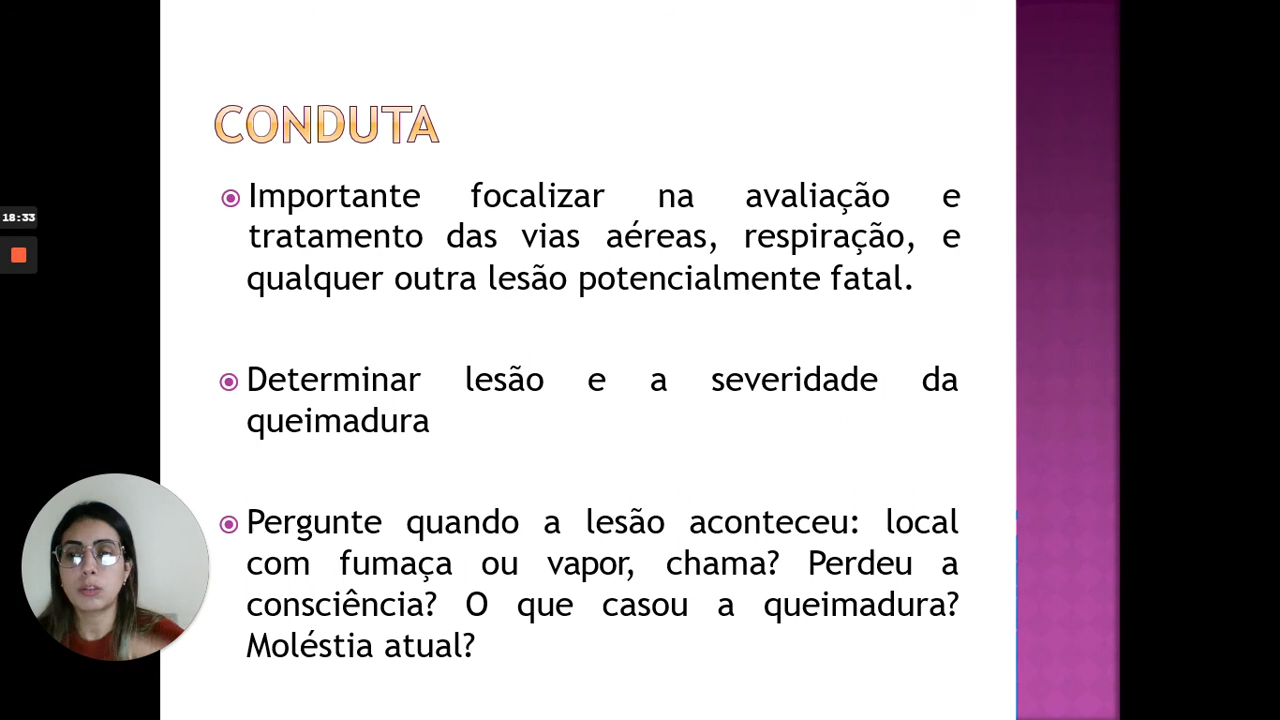 CONDUTA
Importante focalizar na avaliação e
tratamento das vias aéreas, respiração, e
qualquer outra lesão potencialmente fatal.
18:33
Determinar lesão e a severidade da
queimadura
Pergunte quando a lesão aconteceu: local
com fumaça ou vapor, chama? Perdeu a
consciência? O que casou a queimadura?
Moléstia atual?